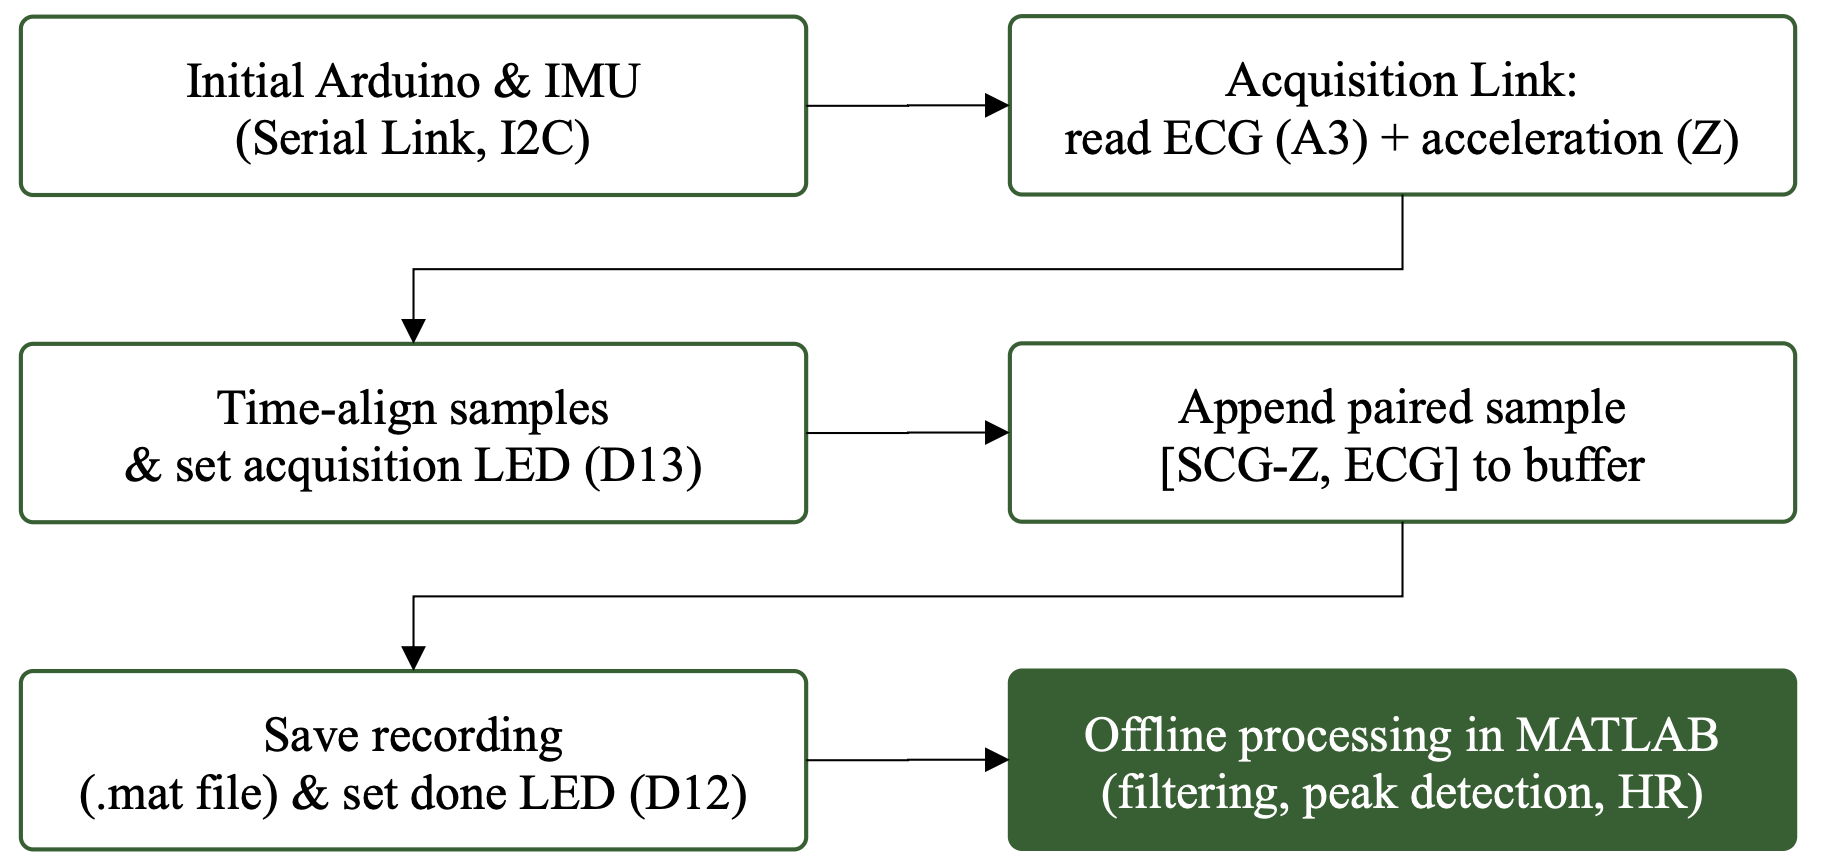 Initial Arduino & IMU
(Serial Link, I2C)
Acquisition Link:
read ECG (A3) + acceleration (Z)
Time-align samples
& set acquisition LED (D13)
Append paired sample
[SCG-Z, ECG] to buffer
Save recording
(.mat file) & set done LED (D12)
Offline processing in MATLAB
(filtering, peak detection, HR)